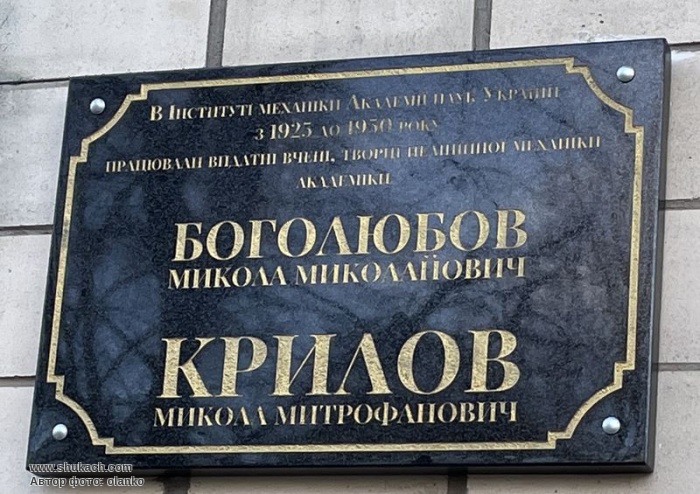 В Інституті механіки Академії наук України
з 1925 до 1950 року
працювали видатні вчені, творці нелінійної механіки
академіки
БОГОЛЮБОВ
МИКОЛА МИКОЛАЙОВИЧ
КРИЛОВ
МИКОЛА МИТРОФАНОВИЧ
www.shukach.com
Автор фото: olanko